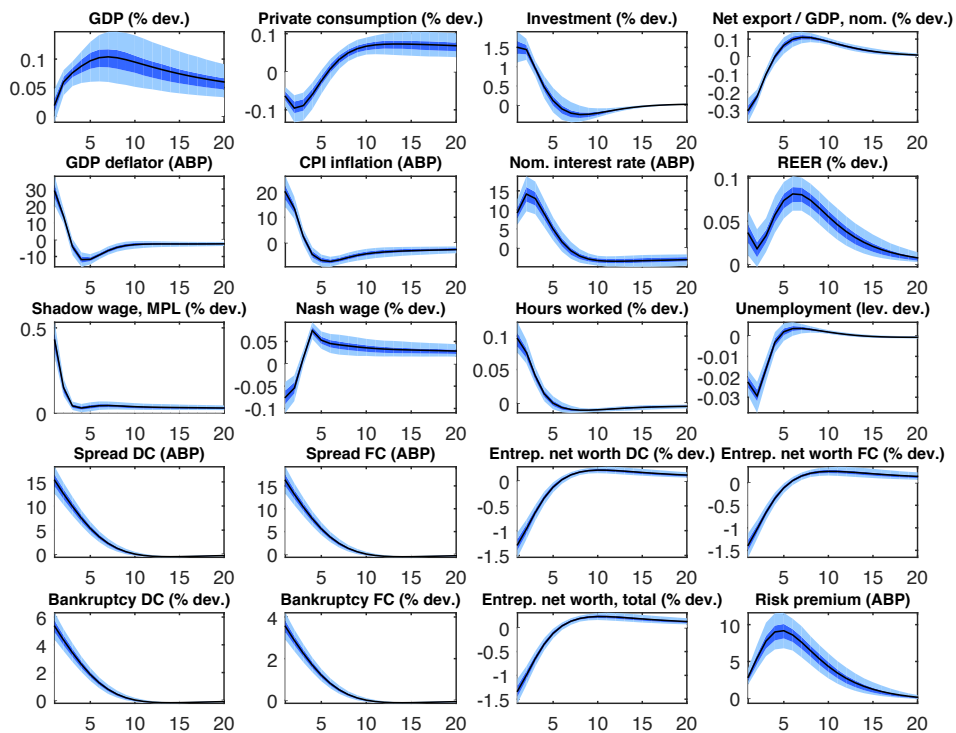 GDP (% dev.)
0.1
0.05
0
5 10 15 20
Private consumption (% dev.)
0.1
0
-0.1
5 10 15 20
Investment (% dev.)
1.5
1
0.5
0
5 10 15 20
Net export / GDP, nom. (% dev.)
0.1
0
-0.1
-0.2
-0.3
5 10 15 20
GDP deflator (ABP)
30
20
10
0
-10
5 10 15 20
CPI inflation (ABP)
20
10
0
5 10 15 20
Nom. interest rate (ABP)
15
10
5
0
5 10 15 20
REER (% dev.)
0.1
0.05
0
5 10 15 20
Shadow wage, MPL (% dev.)
0.5
0
5 10 15 20
Nash wage (% dev.)
0.05
0
-0.05
-0.1
5 10 15 20
Hours worked (% dev.)
0.1
0.05
0
5 10 15 20
Unemployment (lev. dev.)
0
-0.01
-0.02
-0.03
5 10 15 20
Spread DC (ABP)
15
10
5
0
5 10 15 20
Spread FC (ABP)
15
10
5
0
5 10 15 20
Entrep. net worth DC (% dev.)
0
-0.5
-1
-1.5
5 10 15 20
Entrep. net worth FC (% dev.)
0
-0.5
-1
-1.5
5 10 15 20
Bankruptcy DC (% dev.)
6
4
2
0
5 10 15 20
Bankruptcy FC (% dev.)
4
2
0
5 10 15 20
Entrep. net worth, total (% dev.)
0
-0.5
-1
-1.5
5 10 15 20
Risk premium (ABP)
10
5
0
5 10 15 20